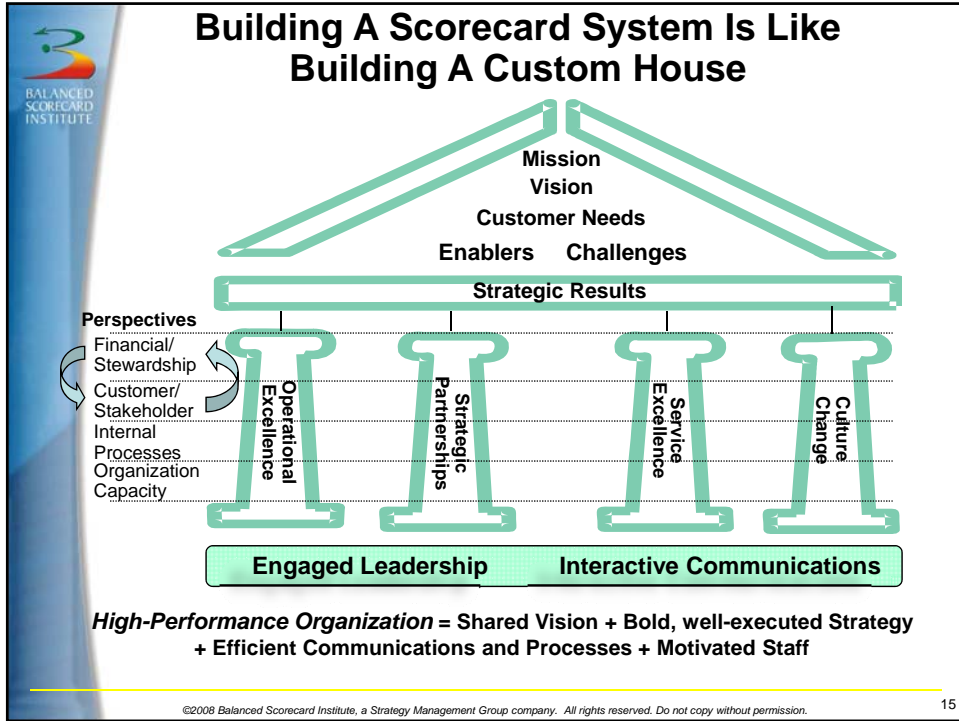 Building A Scorecard System Is Like
Building A Custom House
BALANCED
SCORECARD
INSTITUTE
Mission
Vision
Customer Needs
Enablers Challenges
Strategic Results
Perspectives
Financial/
Stewardship
Customer/
Stakeholder
Internal
Processes
Organization
Capacity
Operational
Excellence
Strategic
Partnerships
Service
Excellence
Culture
Change
Engaged Leadership Interactive Communications
High-Performance Organization = Shared Vision + Bold, well-executed Strategy
+ Efficient Communications and Processes + Motivated Staff
©2008 Balanced Scorecard Institute, a Strategy Management Group company. All rights reserved. Do not copy without permission.
15